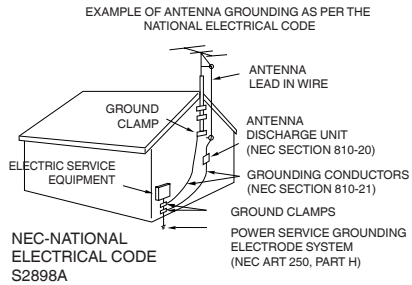 EXAMPLE OF ANTENNA GROUNDING AS PER THE
NATIONAL ELECTRICAL CODE
ANTENNA
LEAD IN WIRE
GROUND
CLAMP
ANTENNA
DISCHARGE UNIT
(NEC SECTION 810-20)
ELECTRIC SERVICE
EQUIPMENT
GROUNDING CONDUCTORS
(NEC SECTION 810-21)
GROUND CLAMPS
POWER SERVICE GROUNDING
ELECTRODE SYSTEM
(NEC ART 250, PART H)
NEC-NATIONAL
ELECTRICAL CODE
S2898A